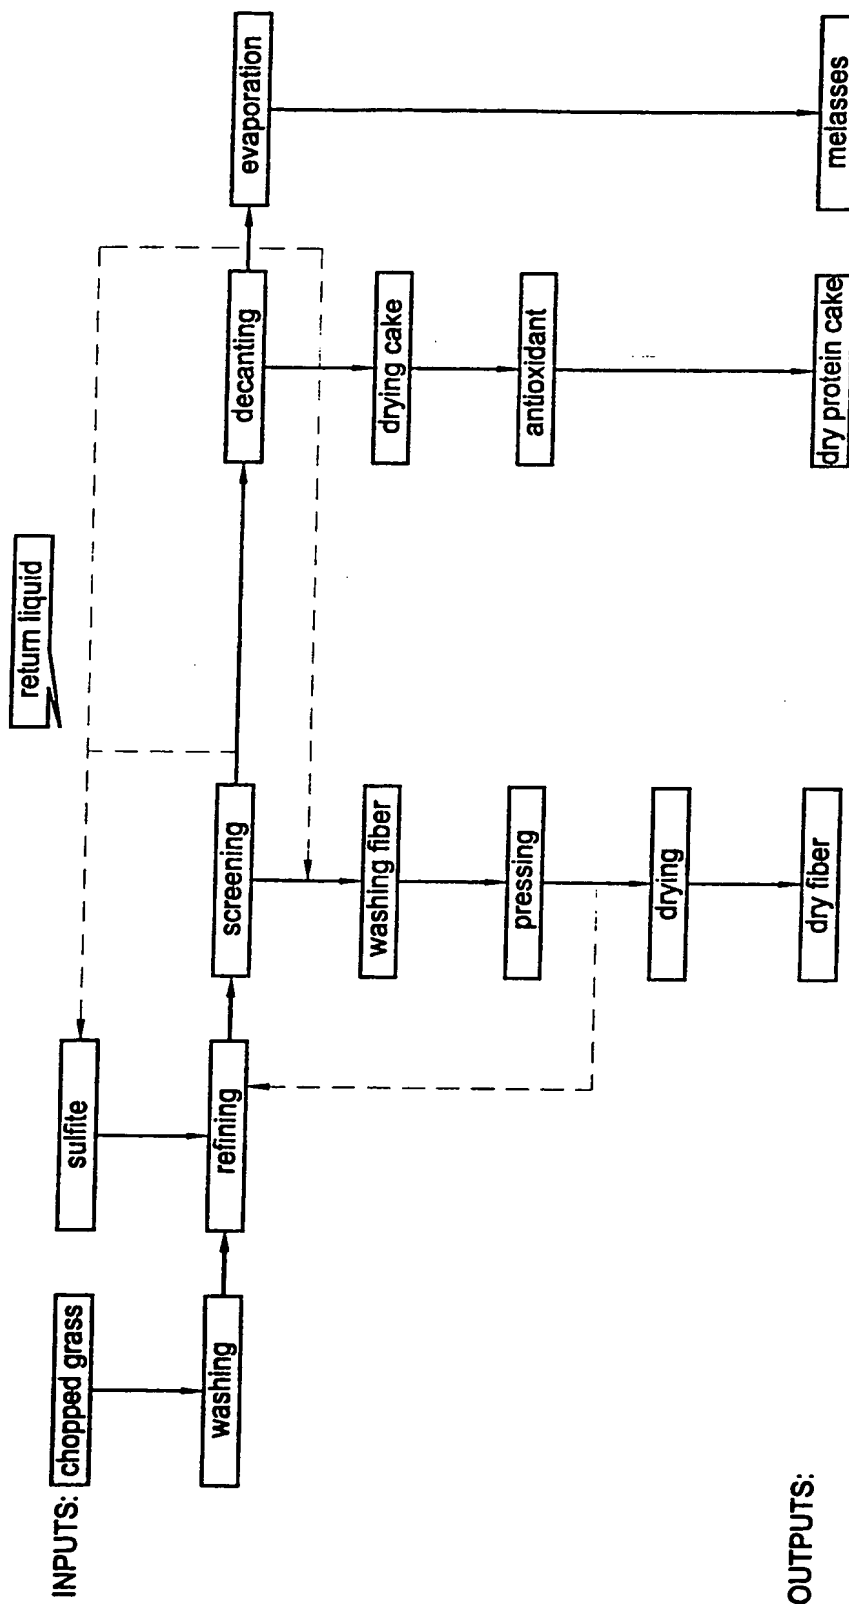 return liquid
INPUTS:
chopped grass
sulfite
washing
refining
screening
decanting
evaporation
washing fiber
drying cake
pressing
antioxidant
drying
OUTPUTS:
dry fiber
dry protein cake
melasses